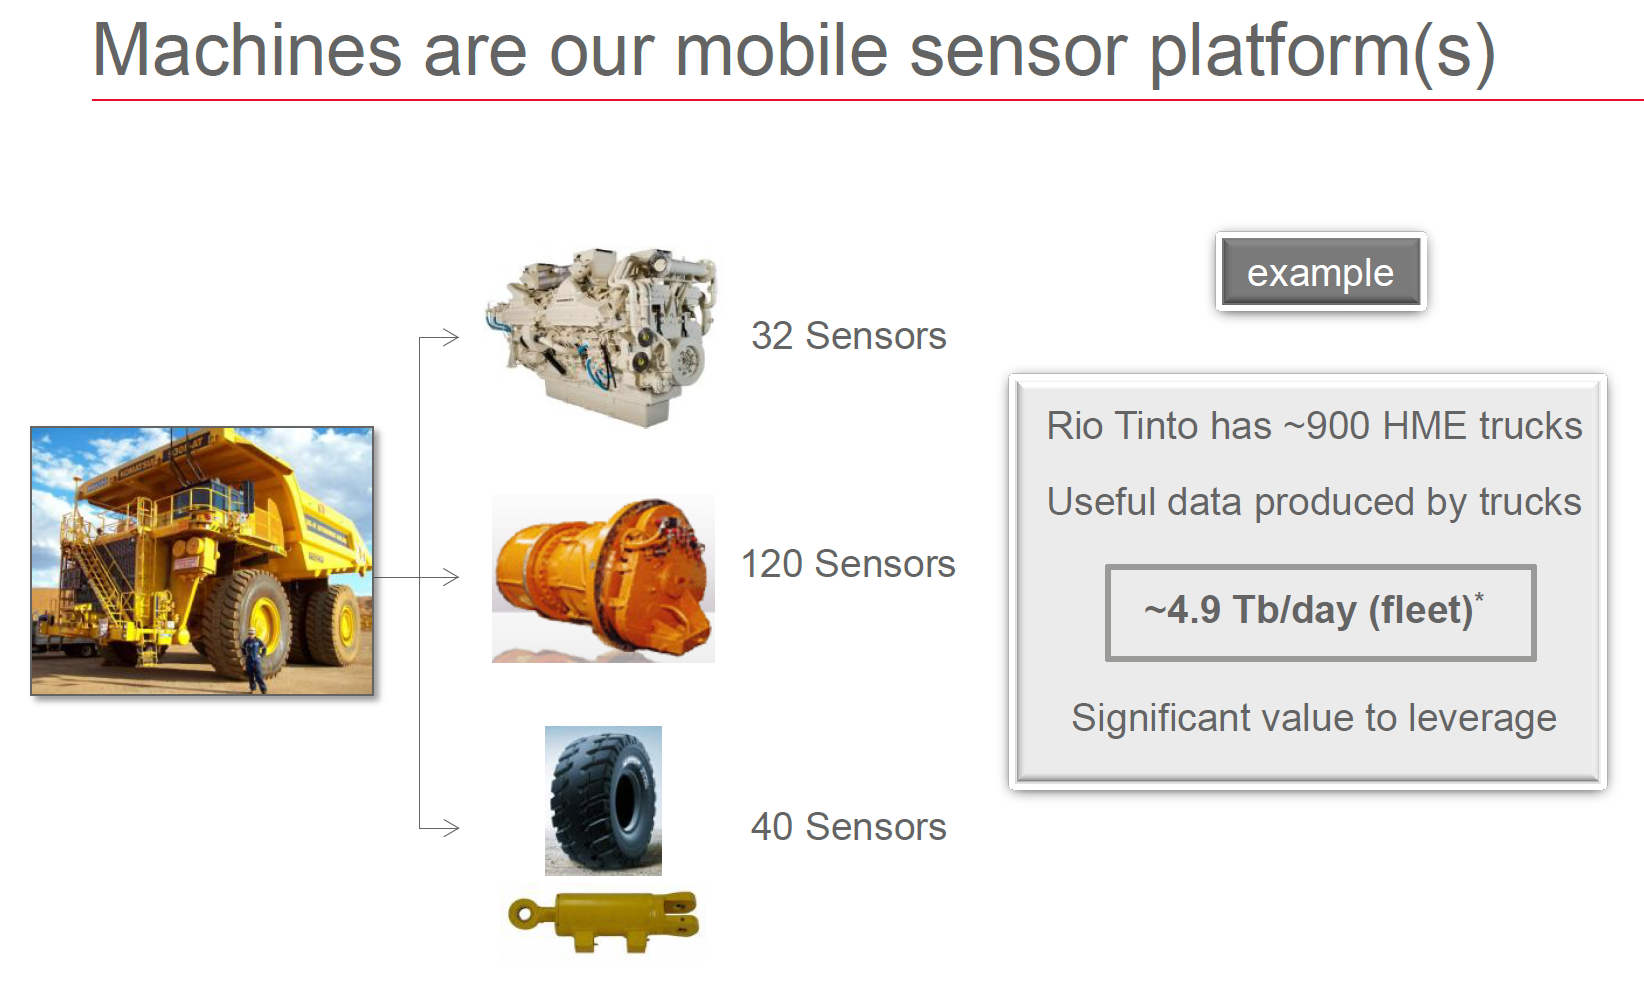 Machines are our mobile sensor platform(s)
32 Sensors
120 Sensors
40 Sensors
example
Rio Tinto has ~900 HME trucks
Useful data produced by trucks
~4.9 Tb/day (fleet)*
Significant value to leverage
KOMATSU